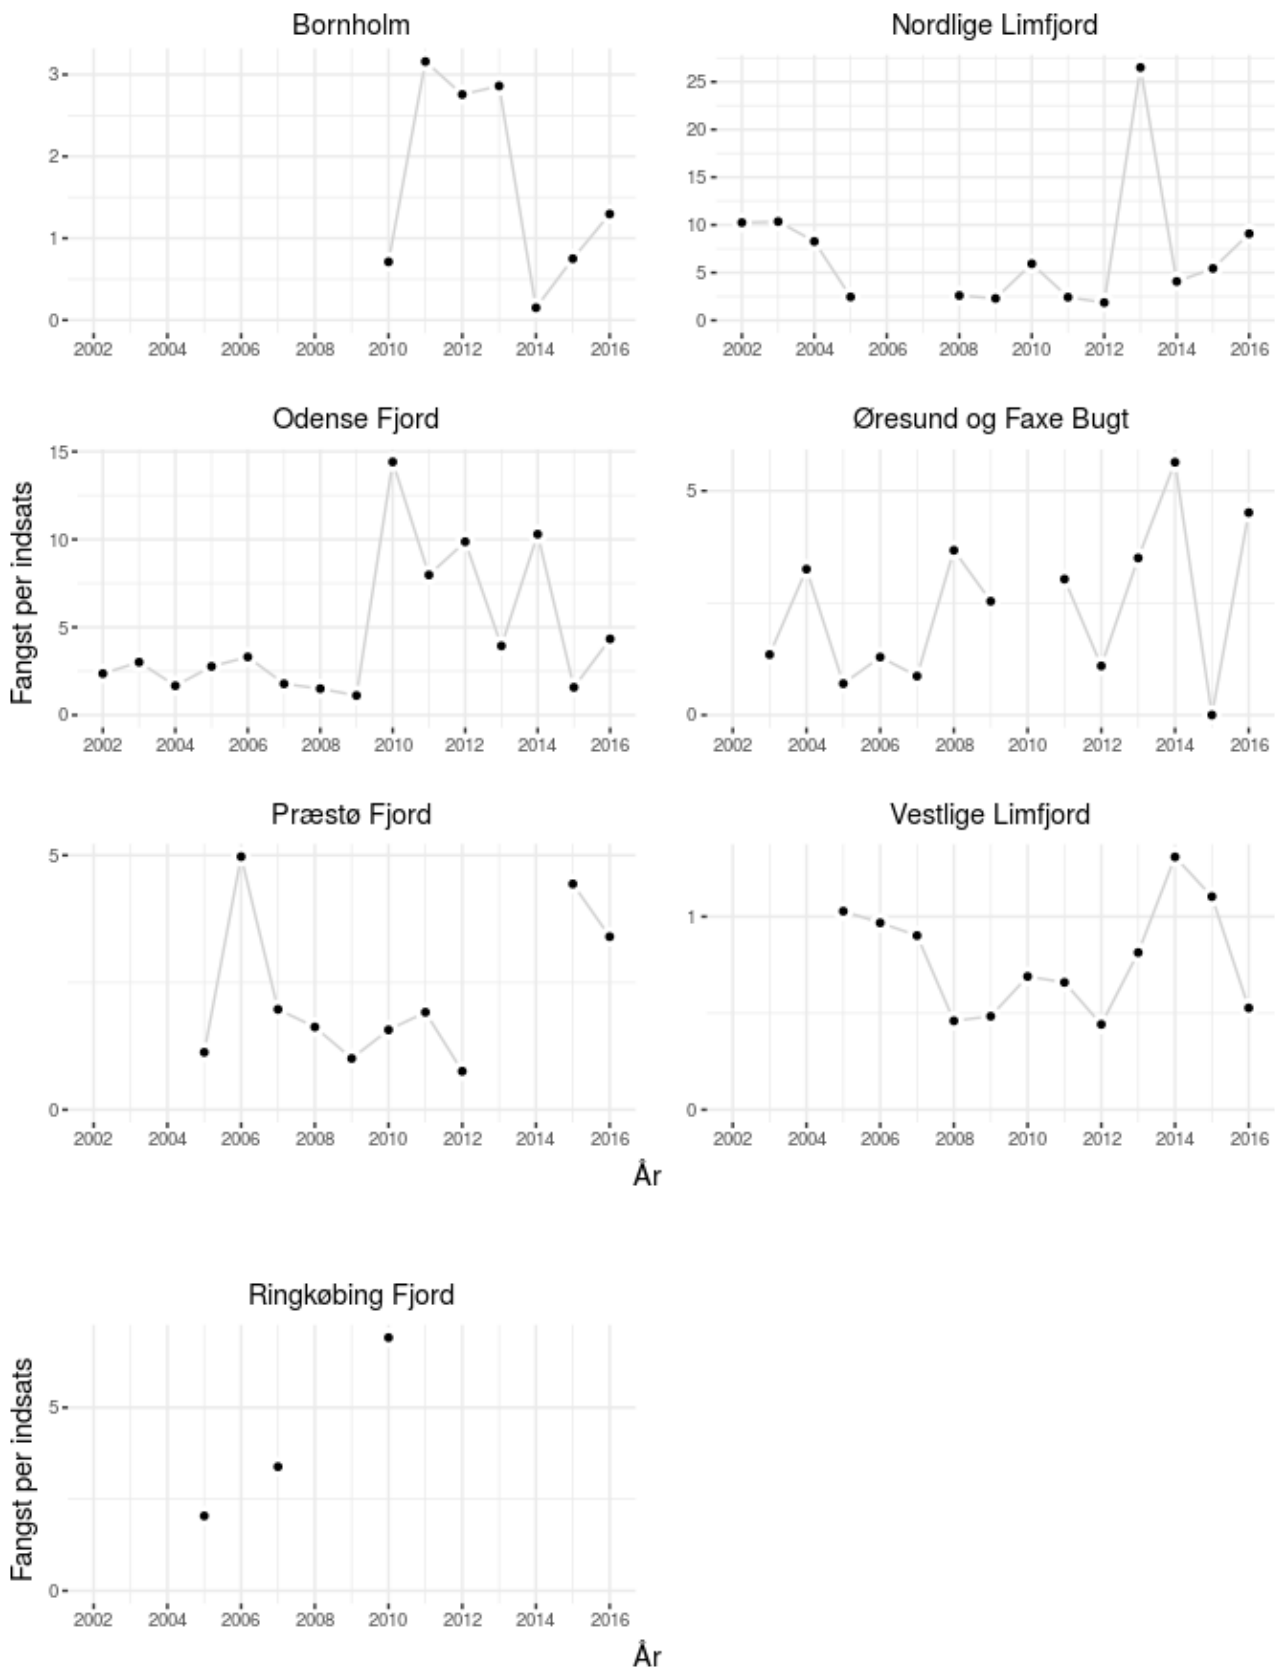 Bornholm
3
2
1
0
2002 2004 2006 2008 2010 2012 2014 2016
Nordlige Limfjord
25
20
15
10
5
0
2002 2004 2006 2008 2010 2012 2014 2016
Fangst per indsats
Odense Fjord
15
10
5
0
2002 2004 2006 2008 2010 2012 2014 2016
Øresund og Faxe Bugt
5
0
2002 2004 2006 2008 2010 2012 2014 2016
Præstø Fjord
5
0
2002 2004 2006 2008 2010 2012 2014 2016
Vestlige Limfjord
1
0
2002 2004 2006 2008 2010 2012 2014 2016
År
Ringkøbing Fjord
Fangst per indsats
5
0
2002 2004 2006 2008 2010 2012 2014 2016
År